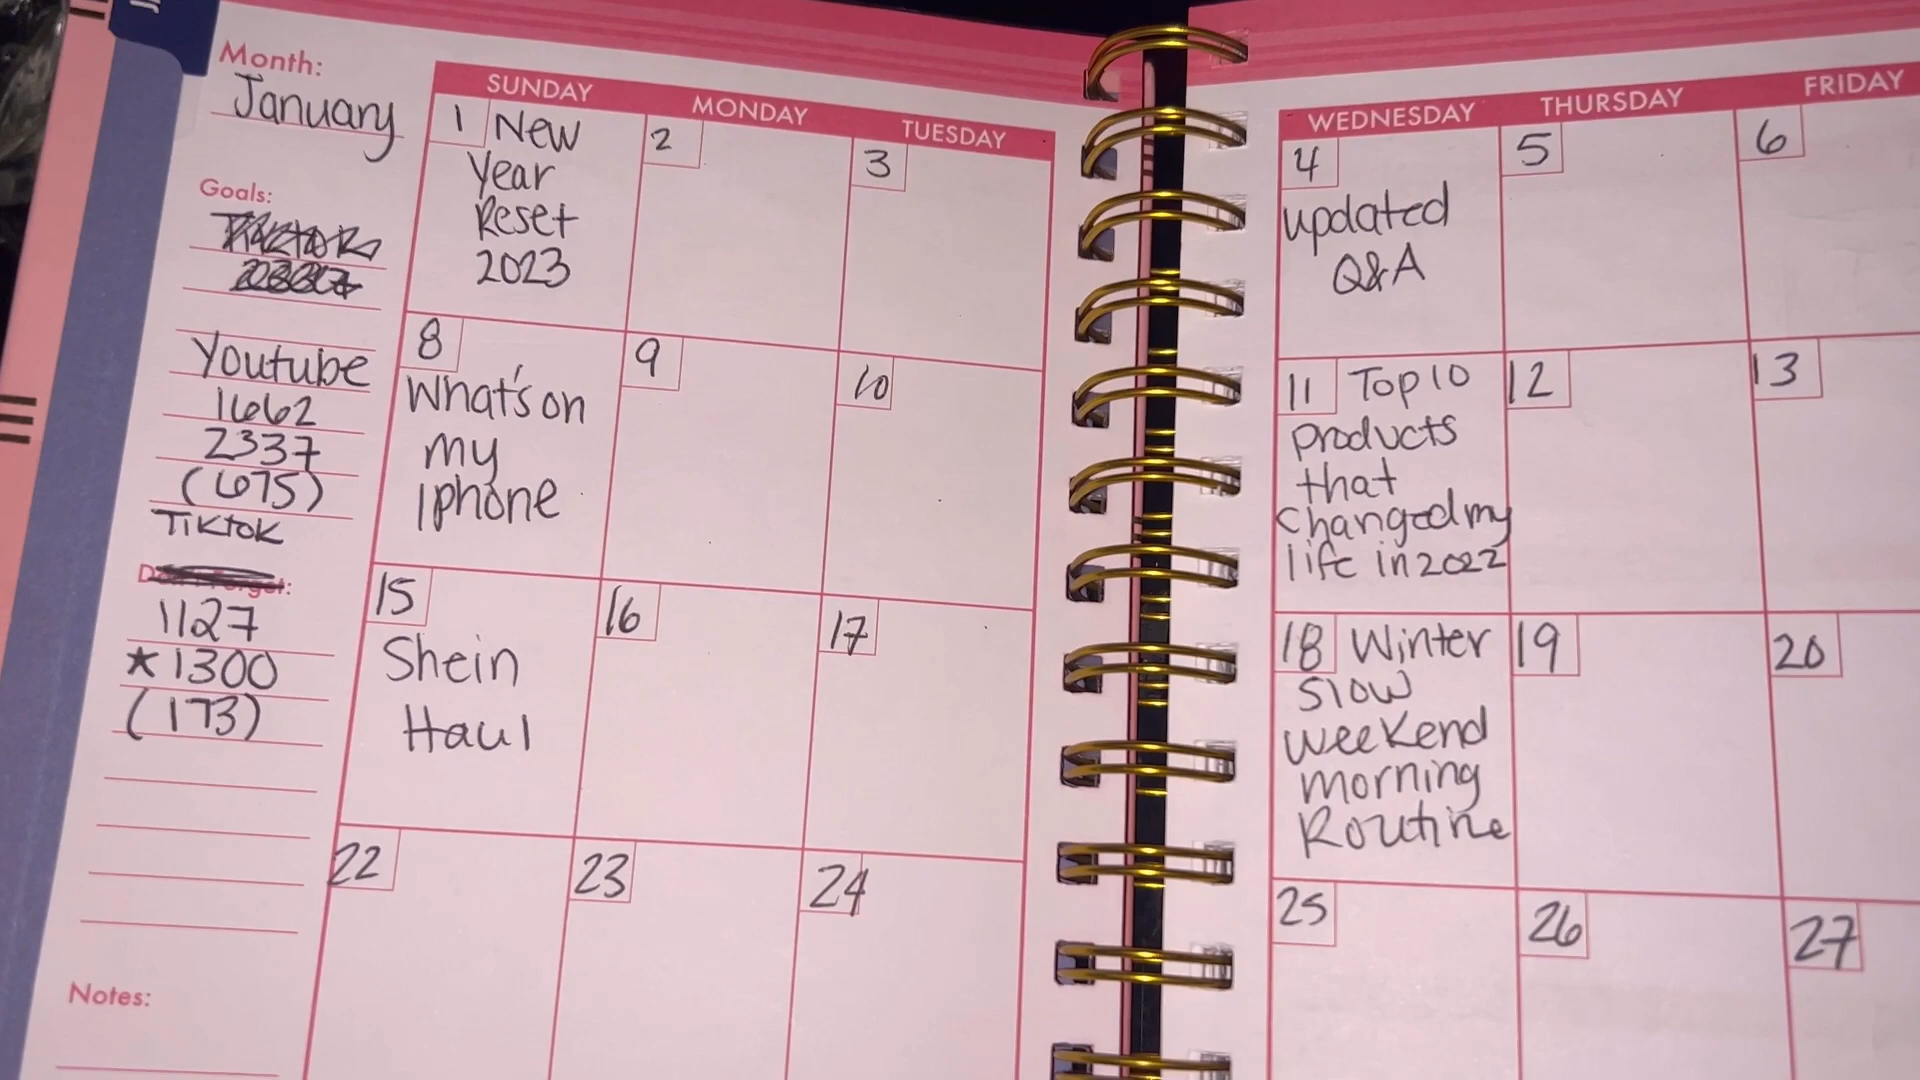 Month:
January
Goals:
Youtube
1662
2337
(675)
Tiktok
1127
★1300
(173)
Notes:
SUNDAY
MONDAY
TUESDAY
WEDNESDAY
THURSDAY
FRIDAY
1 New
Year
Reset
2023
2
3
4
updated
Q&A
5
6
8
What's on
my
Iphone
9
10
11 Top 10
products
that
changed my
life in 2022
12
13
15
Shein
Haul
16
17
18 Winter
slow
weekend
morning
Routine
19
20
22
23
24
25
26
27